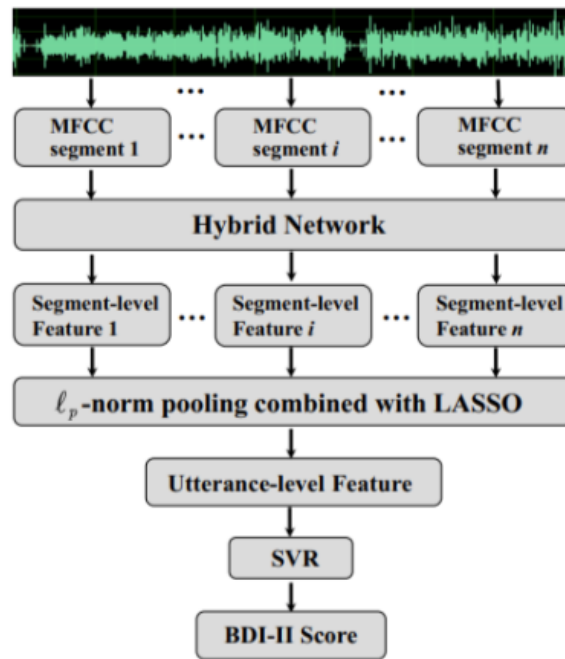 ... ...
MFCC segment 1 ... MFCC segment i ... MFCC segment n
Hybrid Network
Segment-level Feature 1 ... Segment-level Feature i ... Segment-level Feature n
ℓp-norm pooling combined with LASSO
Utterance-level Feature
SVR
BDI-II Score